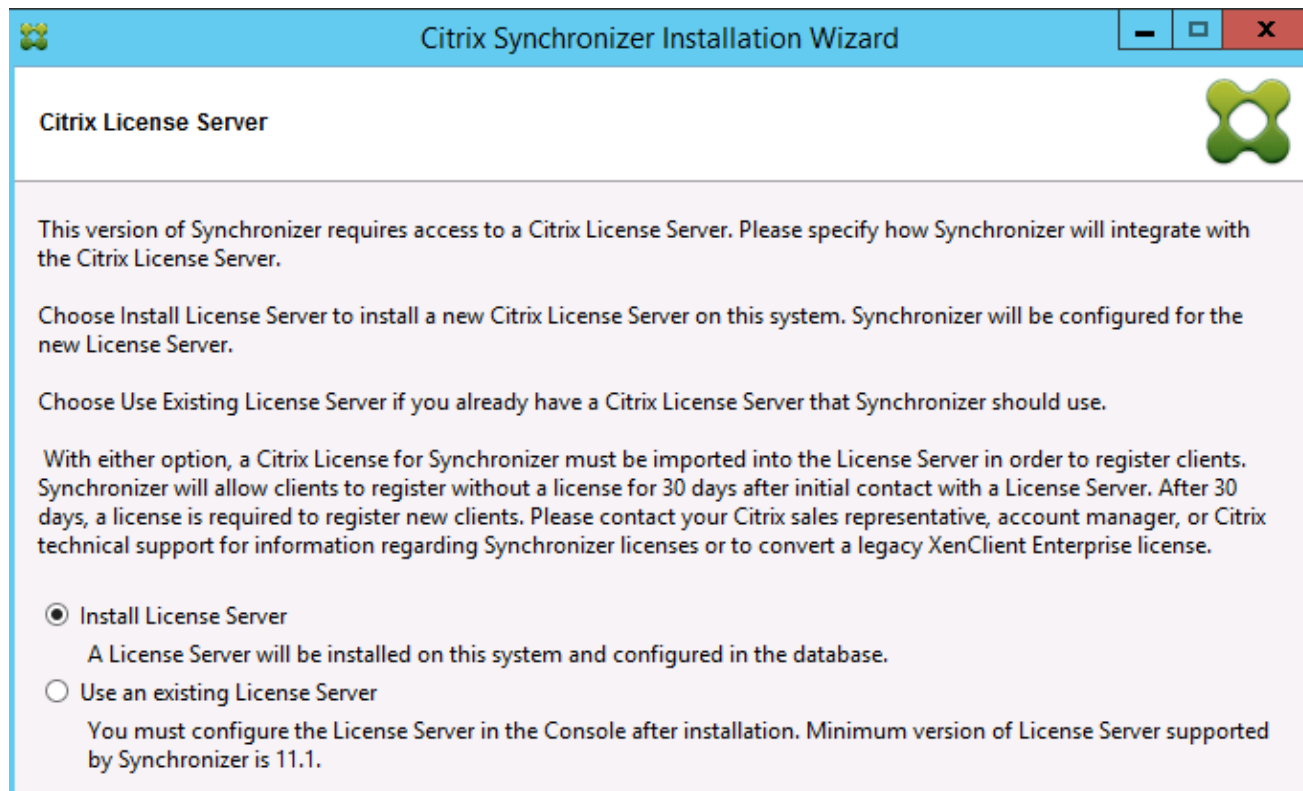 Citrix Synchronizer Installation Wizard
Citrix License Server
This version of Synchronizer requires access to a Citrix License Server. Please specify how Synchronizer will integrate with
the Citrix License Server.
Choose Install License Server to install a new Citrix License Server on this system. Synchronizer will be configured for the
new License Server.
Choose Use Existing License Server if you already have a Citrix License Server that Synchronizer should use.
With either option, a Citrix License for Synchronizer must be imported into the License Server in order to register clients.
Synchronizer will allow clients to register without a license for 30 days after initial contact with a License Server. After 30
days, a license is required to register new clients. Please contact your Citrix sales representative, account manager, or Citrix
technical support for information regarding Synchronizer licenses or to convert a legacy XenClient Enterprise license.
Install License Server
A License Server will be installed on this system and configured in the database.
Use an existing License Server
You must configure the License Server in the Console after installation. Minimum version of License Server supported
by Synchronizer is 11.1.